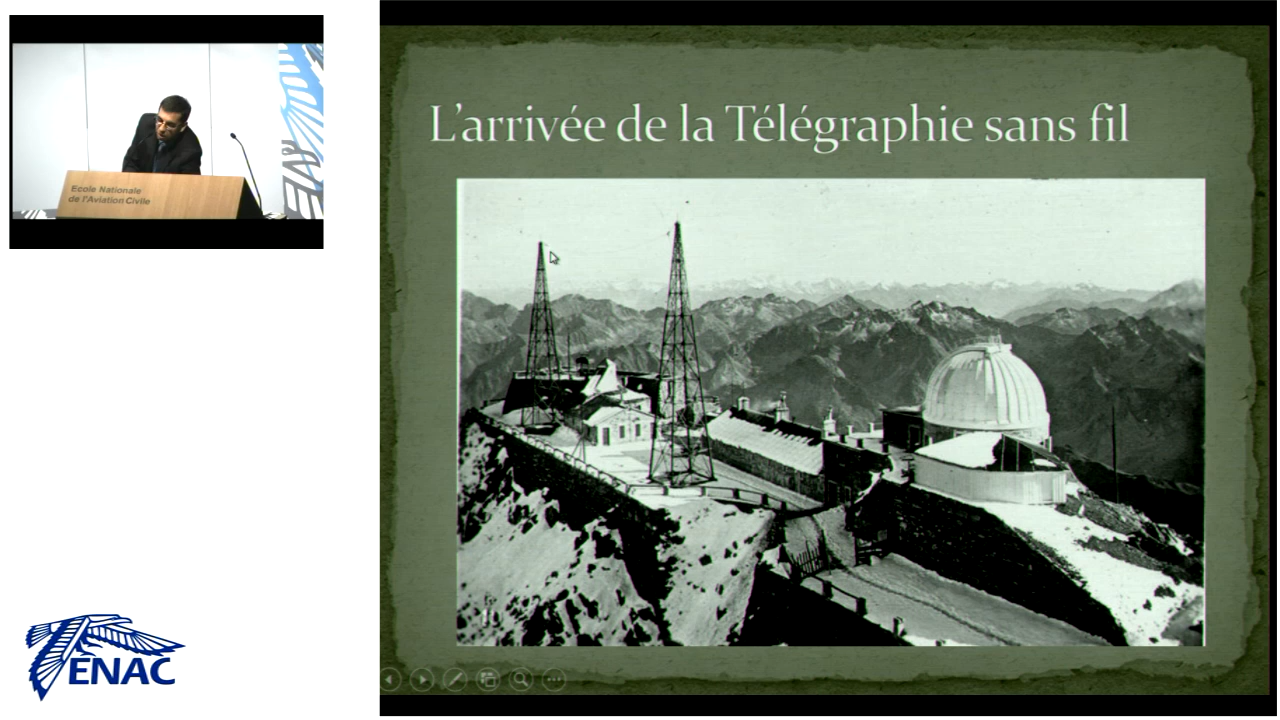 L'arrivée de la Télégraphie sans fil
Ecole Nationale
de l'Aviation Civile
ENAC